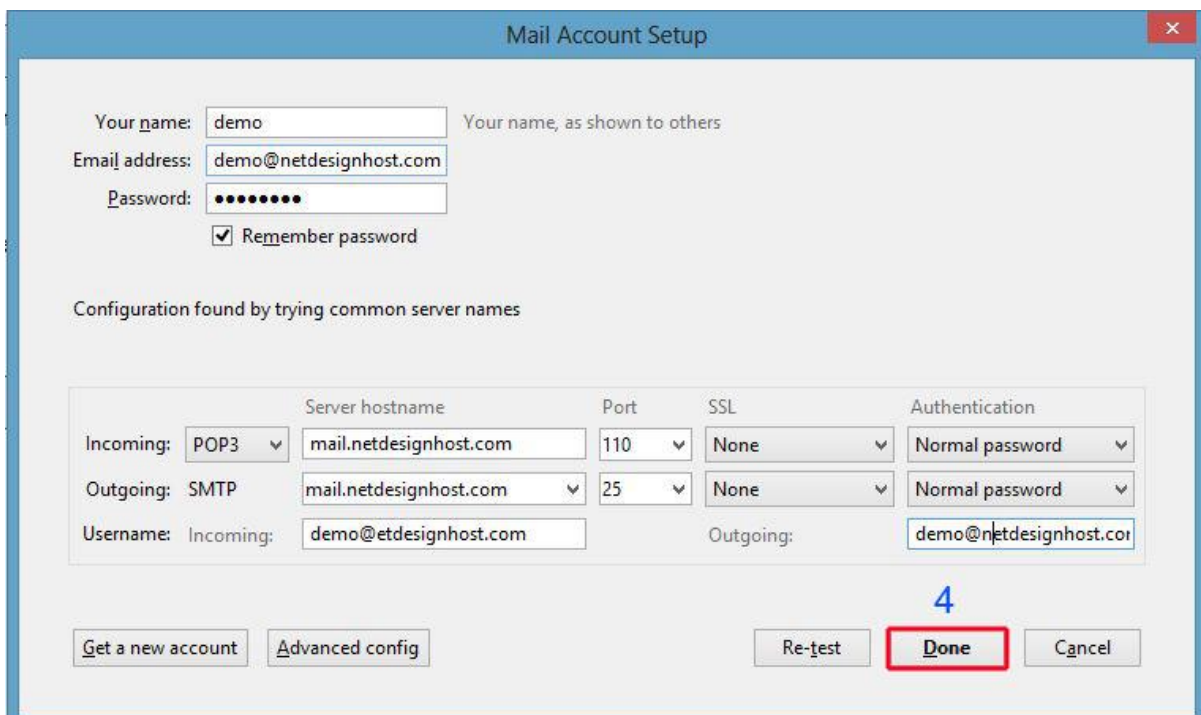 Mail Account Setup
Your name: demo Your name, as shown to others
Email address: demo@netdesignhost.com
Password: ••••••••
Remember password
Configuration found by trying common server names
Server hostname Port SSL Authentication
Incoming: POP3 mail.netdesignhost.com 110 None Normal password
Outgoing: SMTP mail.netdesignhost.com 25 None Normal password
Username: Incoming: demo@etdesignhost.com Outgoing: demo@netdesignhost.cor
4
Get a new account Advanced config Re-test Done Cancel